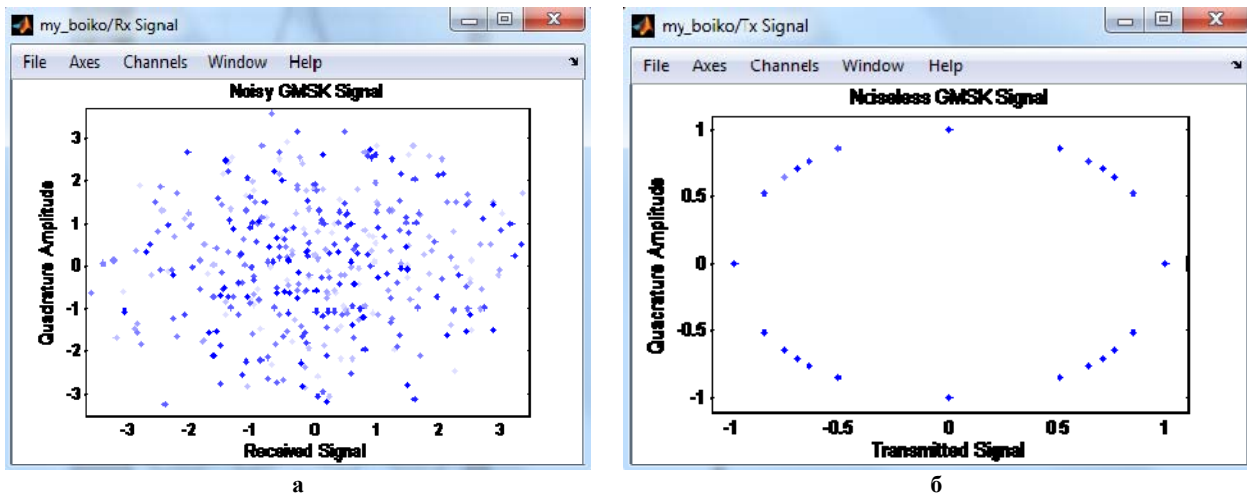 my_boiko/Rx Signal
File Axes Channels Window Help
Noisy GMSK Signal
Quadrature Amplitude
3
2
1
0
-1
-2
-3
-3 -2 -1 0 1 2 3
Received Signal
а
my_boiko/Tx Signal
File Axes Channels Window Help
Noiseless GMSK Signal
Quadrature Amplitude
1
0.5
0
-0.5
-1
-1 -0.5 0 0.5 1
Transmitted Signal
б